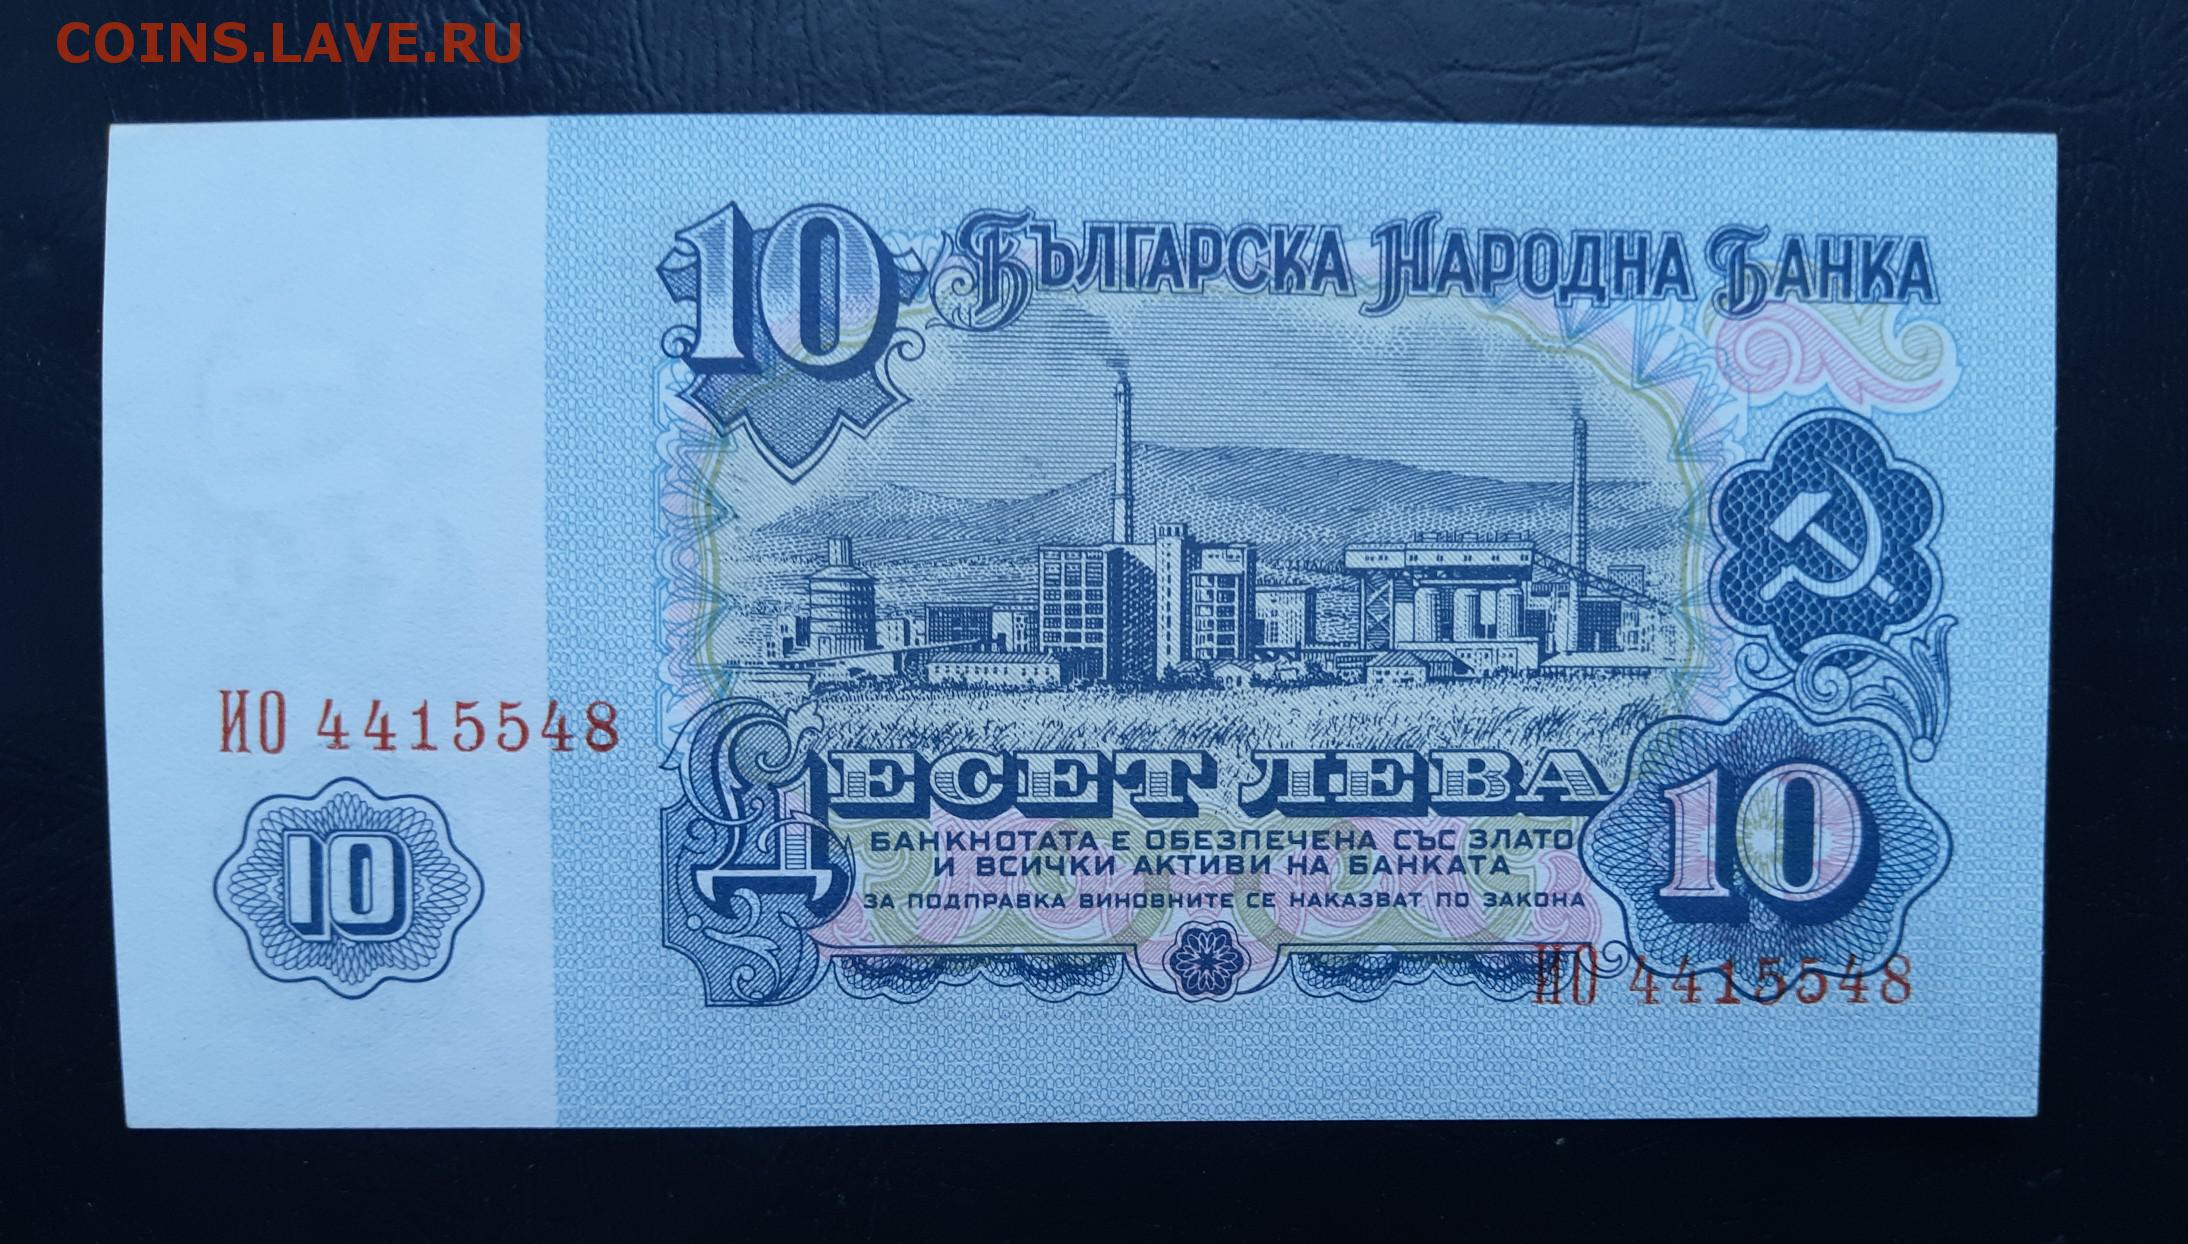 COINS.LAVE.RU
10 БЪЛГАРСКА НАРОДНА БАНКА
ИО 4415548
10
ДЕСЕТ ЛЕВА
БАНКНОТАТА Е ОБЕЗПЕЧЕНА СЪС ЗЛАТО
И ВСИЧКИ АКТИВИ НА БАНКАТА
ЗА ПОДПРАВКА ВИНОВНИТЕ СЕ НАКАЗВАТ ПО ЗАКОНА
10
ИО 4415548